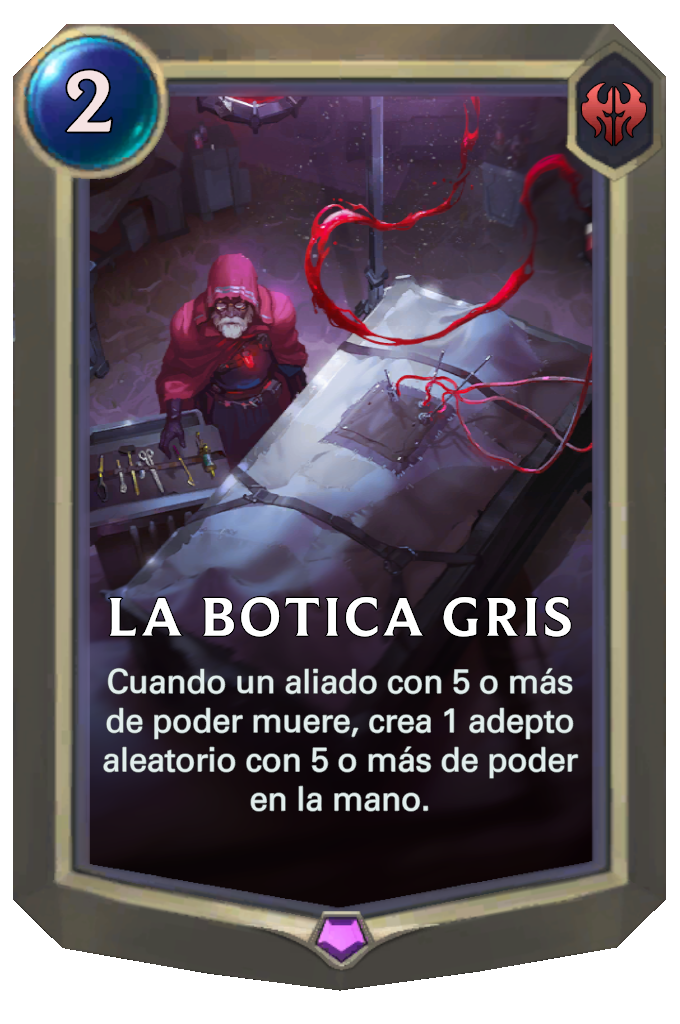 2
LA BOTICA GRIS
Cuando un aliado con 5 o más
de poder muere, crea 1 adepto
aleatorio con 5 o más de poder
en la mano.